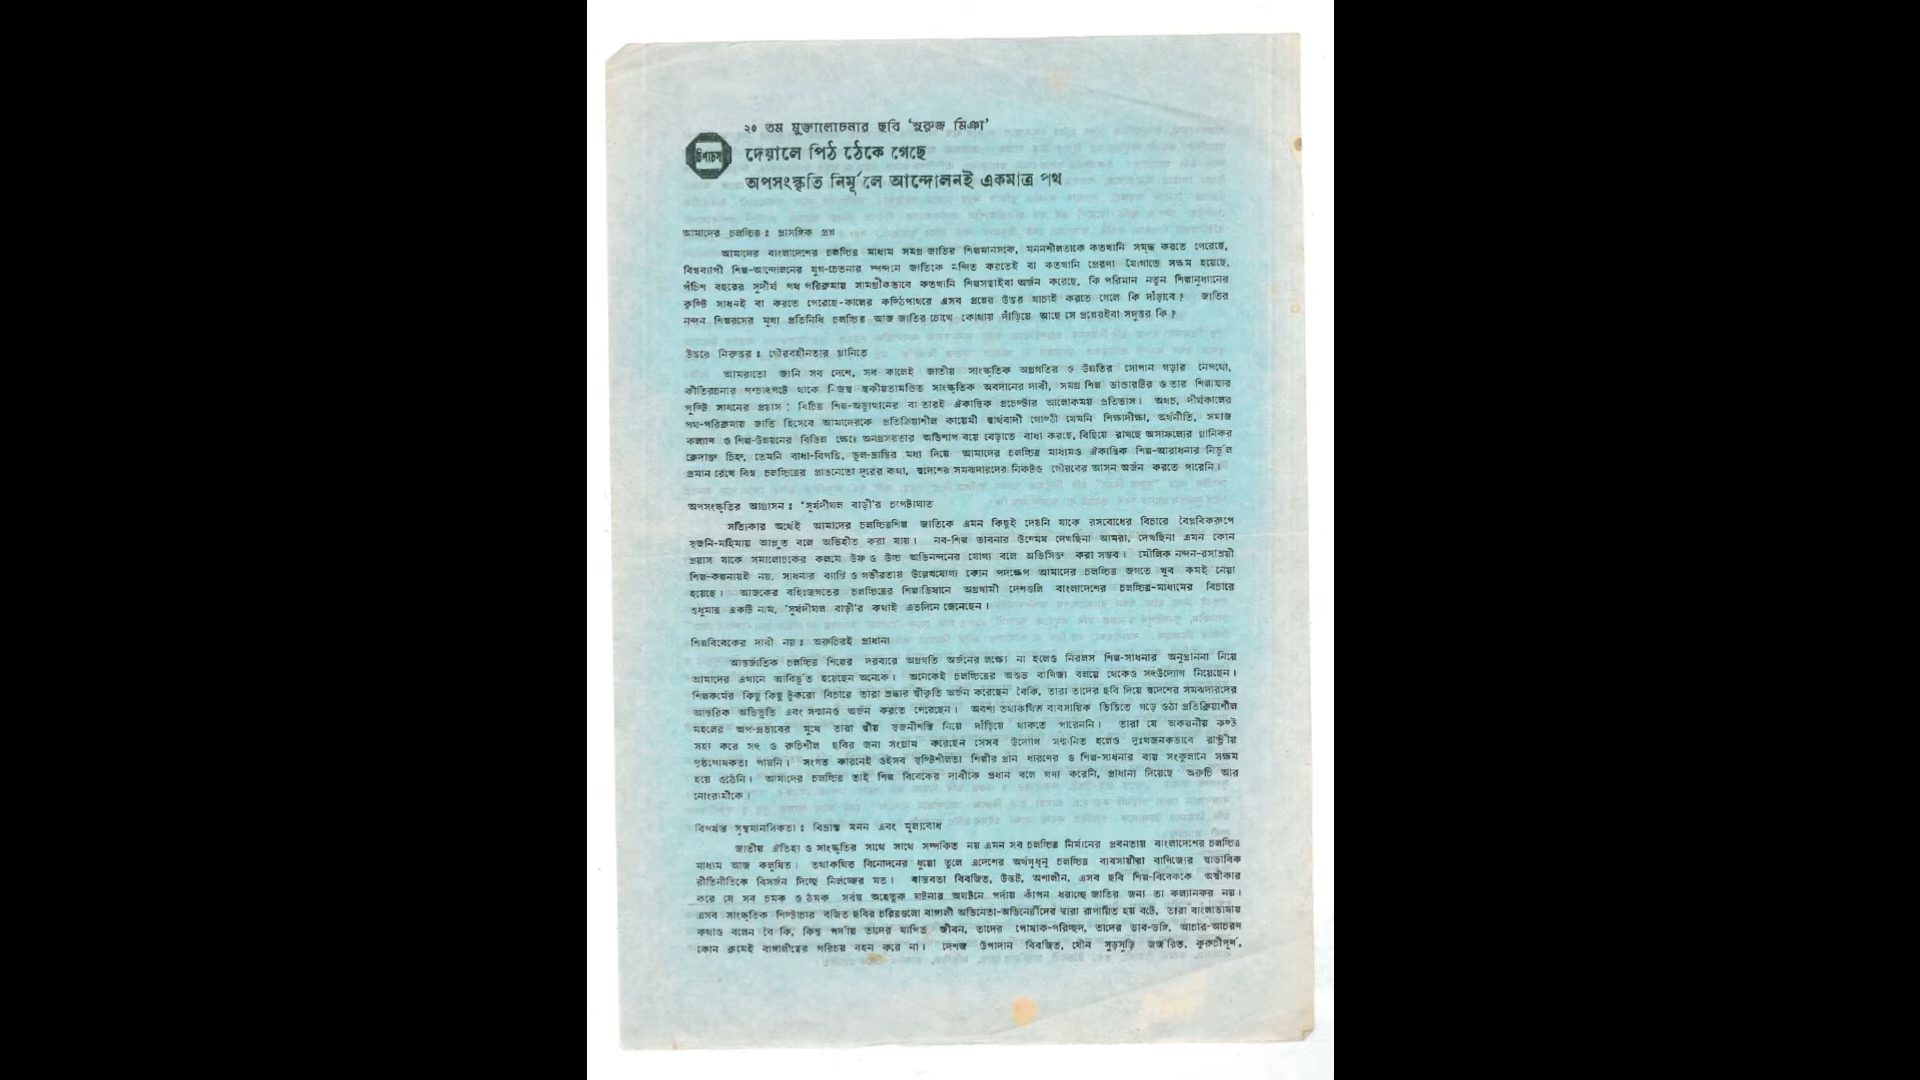 ২০ তম মুক্তালোচনার ছবি ‘সুরুজ মিঞা’
উপাচস
দেয়ালে পিঠ ঠেকে গেছে
অপসংস্কৃতি নির্মূলে আন্দোলনই একমাত্র পথ
আমাদের চলচ্চিত্র : প্রাসঙ্গিক প্রশ্ন
আমাদের বাংলাদেশের চলচ্চিত্র মাধ্যম সমগ্র জাতির শিল্পমানসকে, মননশীলতাকে কতখানি সমৃদ্ধ করতে পেরেছে,
বিশ্বব্যাপী শিল্প-আন্দোলনের যুগ-চেতনার স্পন্দনে জাতিকে মন্দিত করতেই বা কতখানি প্রেরণা যোগাতে সক্ষম হয়েছে,
পঁচিশ বছরের সুদীর্ঘ পথ পরিক্রমায় সামগ্রীকভাবে কতখানি শিল্পসত্বাইবা অর্জন করেছে, কি পরিমান নতুন শিল্পানুধ্যানের
কৃষ্টি সাধনই বা করতে পেরেছে-কালের কষ্ঠিপাথরে এসব প্রশ্নের উত্তর যাচাই করতে গেলে কি দাঁড়াবে ? জাতির
নন্দন শিল্পরসের মূখ্য প্রতিনিধি চলচ্চিত্র আজ জাতির চোখে কোথায় দাঁড়িয়ে আছে সে প্রশ্নেরইবা সদুত্তর কি ?
উত্তরে নিরুত্তর : গৌরবহীনতার গ্লানিতে
আমরাতো জানি সব দেশে, সব কালেই জাতীয় সাংস্কৃতিক অগ্রগতির ও উন্নতির সোপান গড়ার নেপথ্যে,
কীর্তিরচনার পশ্চাৎপটে থাকে নিজস্ব স্বকীয়তামণ্ডিত সাংস্কৃতিক অবদানের দাবী, সমগ্র শিল্প ভাণ্ডারটির ও তার শিল্পাত্মার
পুষ্টি সাধনের প্রয়াস ; বিচিত্র শিল্প-অভ্যুত্থানের বা তারই ঐকান্তিক প্রচেষ্টার আলোকময় প্রতিভাস। অথচ, দীর্ঘকালের
পথ-পরিক্রমায় জাতি হিসেবে আমাদেরকে প্রতিক্রিয়াশীল কায়েমী স্বার্থবাদী গোষ্ঠী যেমনি শিক্ষাদীক্ষা, অর্থনীতি, সমাজ
কল্যাণ ও শিল্প-উন্নয়নের বিভিন্ন ক্ষেত্রে অনগ্রসরতার অভিশাপ বয়ে বেড়াতে বাধ্য করছে, বিছিয়ে রাখছে অসাফল্যের গ্লানিকর
ক্লেদাক্ত চিহ্ন, তেমনি বাধা-বিপত্তি, ভুল-ভ্রান্তির মধ্য দিয়ে আমাদের চলচ্চিত্র মাধ্যমও ঐকান্তিক শিল্প-আরাধনার নির্ভুল
প্রমান রেখে বিশ্ব চলচ্চিত্রের প্রাঙনেতো দূরের কথা, স্বদেশের সমঝদারদের নিকটও গৌরবের আসন অর্জন করতে পারেনি।
অপসংস্কৃতির আগ্রাসন : ‘সূর্যদীঘল বাড়ী’র চপেটাঘাত
সত্যিকার অর্থেই আমাদের চলচ্চিত্রশিল্প জাতিকে এমন কিছুই দেয়নি যাকে রসবোধের বিচারে বৈপ্লবিকরূপে
সৃজনি-মহিমায় আপ্লুত বলে অভিহীত করা যায়। নব-শিল্প ভাবনার উন্মেষ দেখছিনা আমরা, দেখছিনা এমন কোন
প্রয়াস যাকে সমালোচকের কলমে উষ্ণ ও উচ্চ অভিনন্দনের যোগ্য বলে অভিসিক্ত করা সম্ভব। মৌলিক নন্দন-রসাশ্রয়ী
শিল্প-কল্পনায়ই নয়, সাধনার ব্যাপ্তি ও গভীরতায় উল্লেখযোগ্য কোন পদক্ষেপ আমাদের চলচ্চিত্র জগতে খুব কমই নেয়া
হয়েছে। আজকের বহিঃজগতের চলচ্চিত্রের শিল্পাভিযানে অগ্রগামী দেশগুলি বাংলাদেশের চলচ্চিত্র-মাধ্যমের বিচারে
শুধুমাত্র একটি নাম, ‘সূর্যদীঘল বাড়ী’র কথাই এতদিনে জেনেছেন।
শিল্পবিবেকের দাবী নয় : অরুচিরই প্রাধান্য
আন্তর্জাতিক চলচ্চিত্র শিল্পের দরবারে অগ্রগতি অর্জনের লক্ষ্যে না হলেও নিরলস শিল্প-সাধনার অনুপ্রাননা নিয়ে
আমাদের এখানে আবির্ভূত হয়েছেন অনেকে। অনেকেই চলচ্চিত্রের অশুভ বাণিজ্য বলয়ে থেকেও সৎউদ্যোগ নিয়েছেন।
শিল্পকর্মের কিছু কিছু টুকরো বিচারে তারা শ্রদ্ধার স্বীকৃতি অর্জন করেছেন বৈকি, তারা তাদের ছবি দিয়ে স্বদেশের সমঝদারদের
আন্তরিক অভিভূতি এবং সম্মানও অর্জন করতে পেরেছেন। অবশ্য তথাকথিত ব্যবসায়িক ভিত্তিতে গড়ে ওঠা প্রতিক্রিয়াশীল
মহলের অপ-প্রভাবের মুখে তারা স্বীয় সৃজনীশক্তি নিয়ে দাঁড়িয়ে থাকতে পারেননি। তারা যে অকল্পনীয় কষ্ট
সহ্য করে সৎ ও রুচিশীল ছবির জন্য সংগ্রাম করেছেন সেসব উদ্যোগ সম্মানিত হলেও দুঃখজনকভাবে রাষ্ট্রীয়
পৃষ্ঠপোষকতা পায়নি। সংগত কারনেই ওইসব সৃষ্টিশীলতা শিল্পীর প্রান ধারণের ও শিল্প-সাধনার ব্যয় সংকুলানে সক্ষম
হয়ে ওঠেনি। আমাদের চলচ্চিত্র তাই শিল্প বিবেকের দাবীকে প্রধান বলে গন্য করেনি, প্রাধান্য দিয়েছে অরুচি আর
নোংরামীকে।
বিপর্যস্ত সুস্থমানসিকতা : বিভ্রান্ত মনন এবং মূল্যবোধ
জাতীয় ঐতিহ্য ও সাংস্কৃতির সাথে সাথে সম্পর্কিত নয় এমন সব চলচ্চিত্র নির্মানের প্রবনতায় বাংলাদেশের চলচ্চিত্র
মাধ্যম আজ কলুষিত। তথাকথিত বিনোদনের ধূয়ো তুলে এদেশের অর্থগৃধ্নু চলচ্চিত্র ব্যবসায়ীরা বাণিজ্যের স্বাভাবিক
রীতিনীতিকে বিসর্জন দিচ্ছে নির্লজ্জের মত। বাস্তবতা বিবর্জিত, উদ্ভট, অশালীন, এসব ছবি শিল্প-বিবেককে অস্বীকার
করে যে সব চমক ও ঠমক সর্বস্ব অহেতুক ঘটনার অঘটনে পর্দায় কাঁপন ধরাচ্ছে জাতির জন্য তা কল্যানকর নয়।
এসব সাংস্কৃতিক শিষ্টাচার বর্জিত ছবির চরিত্রগুলো বাঙ্গালী অভিনেতা-অভিনেত্রীদের দ্বারা রূপায়িত হয় বটে, তারা বাংলাভাষায়
কথাও বলেন বৈ কি, কিন্তু পর্দায় তাদের যাপিত জীবন, তাদের পোষাক-পরিচ্ছদ, তাদের ভাব-ভঙ্গি, আচার-আচরণ
কোন ক্রমেই বাঙ্গালীত্বের পরিচয় বহন করে না। দেশজ উপাদান বিবর্জিত, যৌন সুড়সুড়ি জর্জরিত, কুরুচীপূর্ণ,